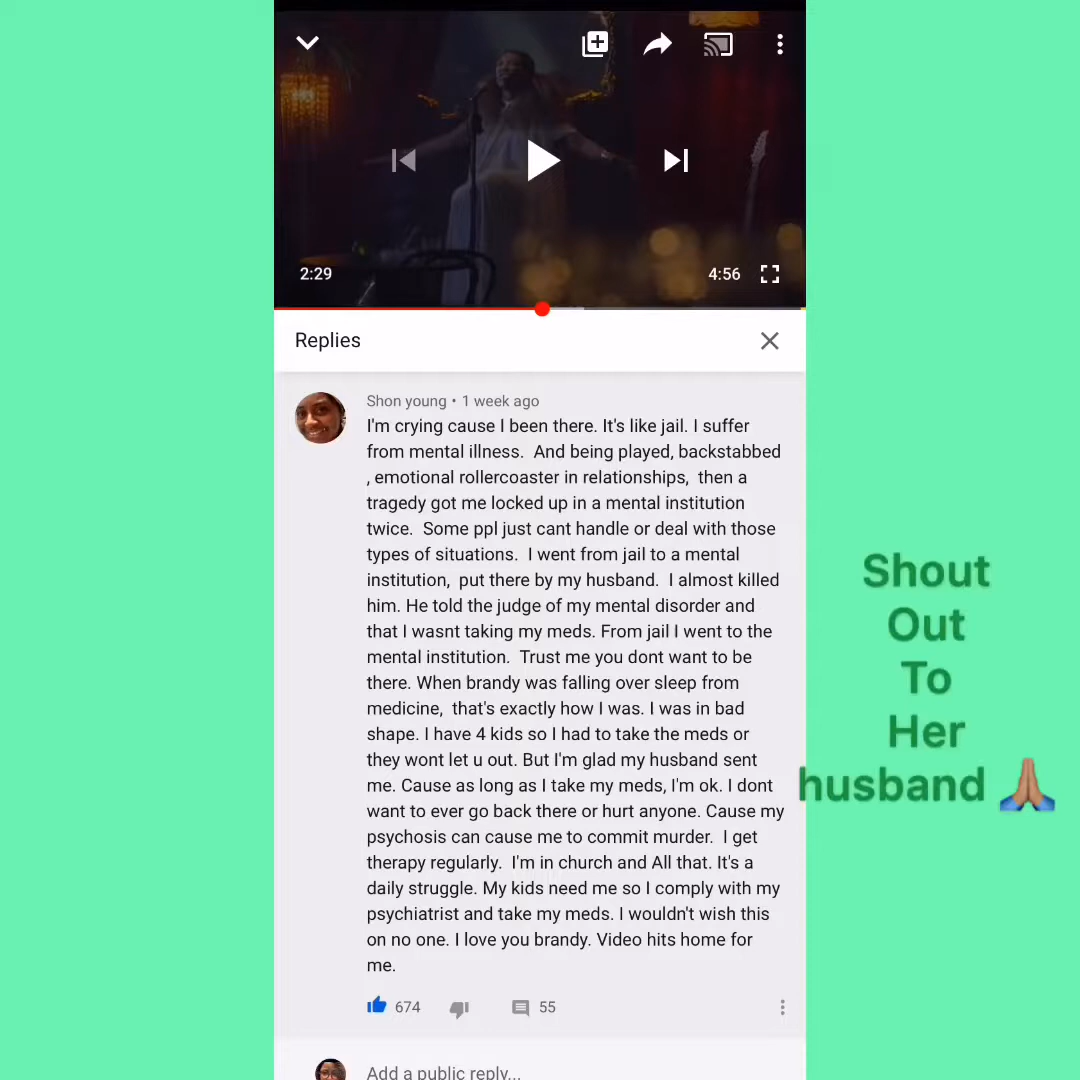 2:29
4:56
Replies
Shon young • 1 week ago
I'm crying cause I been there. It's like jail. I suffer
from mental illness.  And being played, backstabbed
, emotional rollercoaster in relationships,  then a
tragedy got me locked up in a mental institution
twice.  Some ppl just cant handle or deal with those
types of situations.  I went from jail to a mental
institution,  put there by my husband.  I almost killed
him. He told the judge of my mental disorder and
that I wasnt taking my meds. From jail I went to the
mental institution.  Trust me you dont want to be
there. When brandy was falling over sleep from
medicine,  that's exactly how I was. I was in bad
shape. I have 4 kids so I had to take the meds or
they wont let u out. But I'm glad my husband sent
me. Cause as long as I take my meds, I'm ok. I dont
want to ever go back there or hurt anyone. Cause my
psychosis can cause me to commit murder.  I get
therapy regularly.  I'm in church and All that. It's a
daily struggle. My kids need me so I comply with my
psychiatrist and take my meds. I wouldn't wish this
on no one. I love you brandy. Video hits home for
me.
674
55
Add a public reply...
Shout
Out
To
Her
husband 🙏🏽